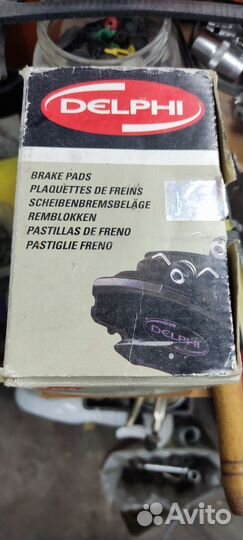 DELPHI
BRAKE PADS
PLAQUETTES DE FREINS
SCHEIBENBREMSBELÄGE
REMBLOKKEN
PASTILLAS DE FRENO
PASTIGLIE FRENO
DELPHI
Avito